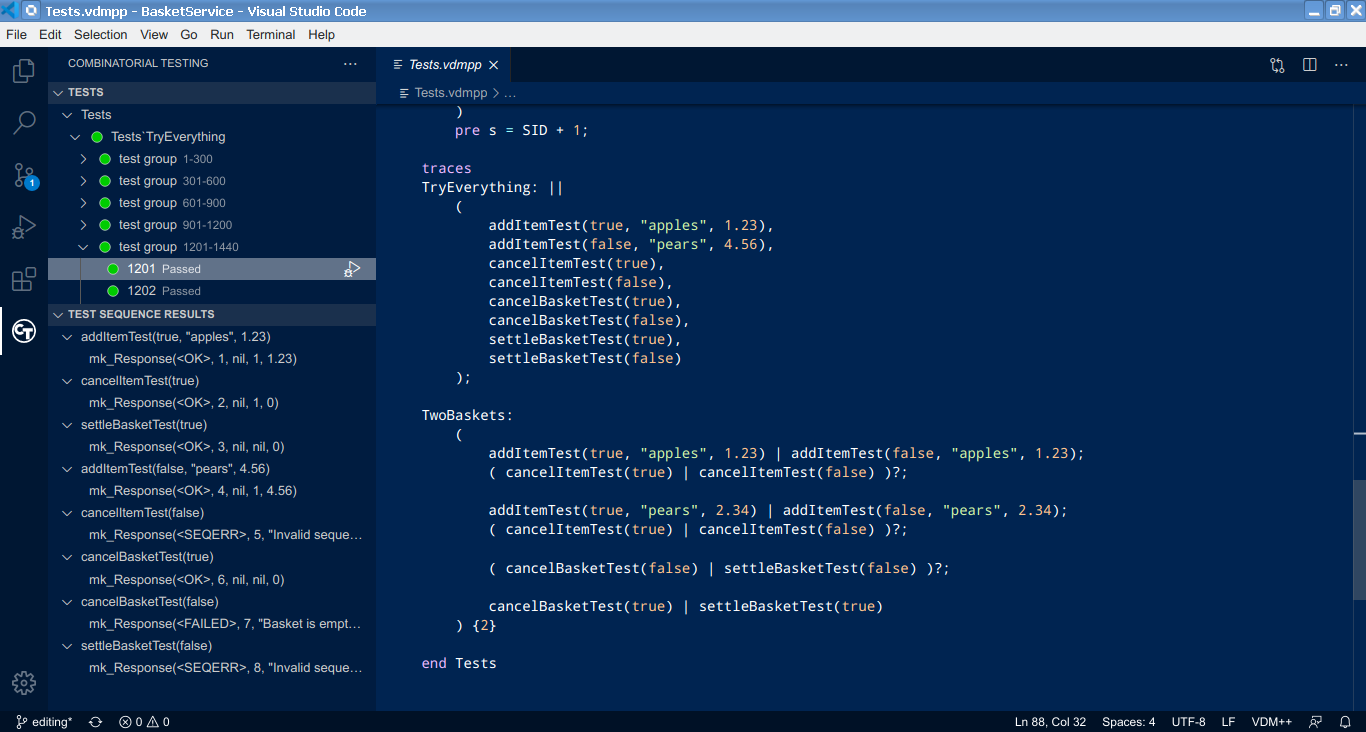 Tests.vdmpp - BasketService - Visual Studio Code
File Edit Selection View Go Run Terminal Help
COMBINATORIAL TESTING ···
TESTS
Tests
Tests`TryEverything
test group 1-300
test group 301-600
test group 601-900
test group 901-1200
test group 1201-1440
1201 Passed
1202 Passed
1
CT
TEST SEQUENCE RESULTS
addItemTest(true, "apples", 1.23)
mk_Response(<OK>, 1, nil, 1, 1.23)
cancelItemTest(true)
mk_Response(<OK>, 2, nil, 1, 0)
settleBasketTest(true)
mk_Response(<OK>, 3, nil, nil, 0)
addItemTest(false, "pears", 4.56)
mk_Response(<OK>, 4, nil, 1, 4.56)
cancelItemTest(false)
mk_Response(<SEQERR>, 5, "Invalid seque...
cancelBasketTest(true)
mk_Response(<OK>, 6, nil, nil, 0)
cancelBasketTest(false)
mk_Response(<FAILED>, 7, "Basket is empt...
settleBasketTest(false)
mk_Response(<SEQERR>, 8, "Invalid seque...
Tests.vdmpp
Tests.vdmpp > ...
)
pre s = SID + 1;
traces
TryEverything: ||
(
addItemTest(true, "apples", 1.23),
addItemTest(false, "pears", 4.56),
cancelItemTest(true),
cancelItemTest(false),
cancelBasketTest(true),
cancelBasketTest(false),
settleBasketTest(true),
settleBasketTest(false)
);
TwoBaskets:
(
addItemTest(true, "apples", 1.23) | addItemTest(false, "apples", 1.23);
( cancelItemTest(true) | cancelItemTest(false) )?;
addItemTest(true, "pears", 2.34) | addItemTest(false, "pears", 2.34);
( cancelItemTest(true) | cancelItemTest(false) )?;
( cancelBasketTest(false) | settleBasketTest(false) )?;
cancelBasketTest(true) | settleBasketTest(true)
) {2}
end Tests
editing* 0 0 Ln 88, Col 32 Spaces: 4 UTF-8 LF VDM++